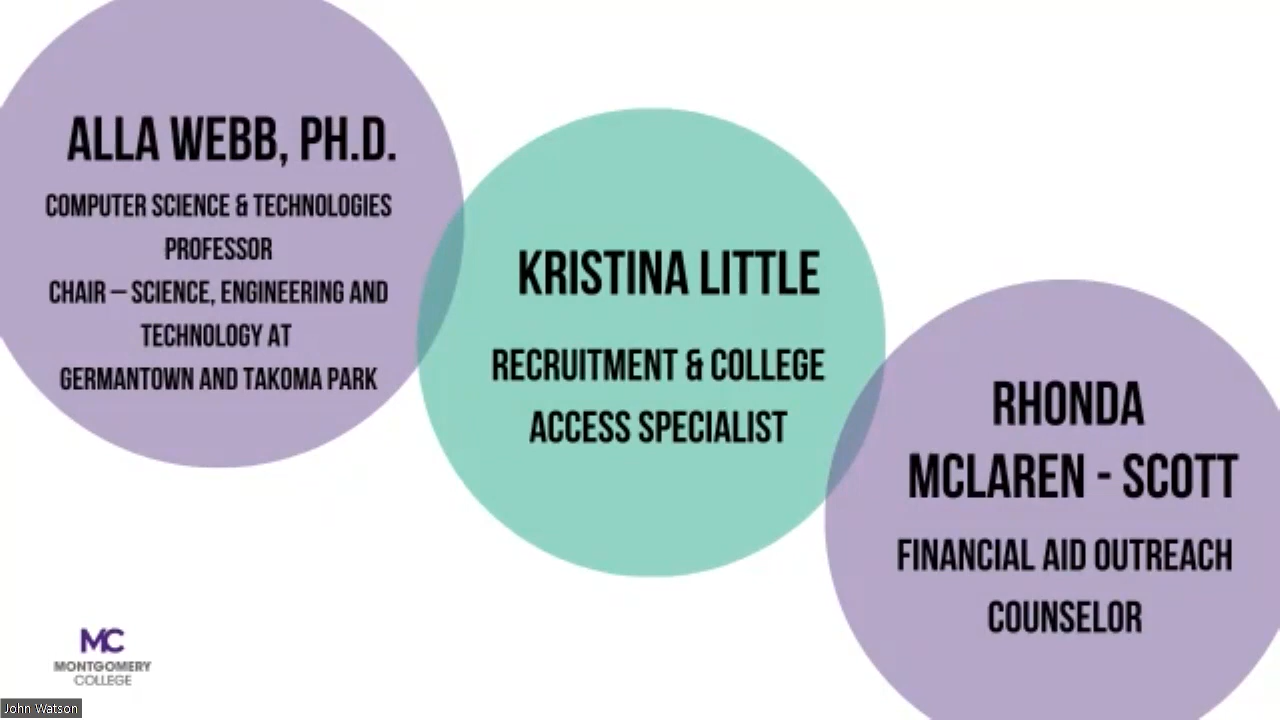 ALLA WEBB, PH.D.
COMPUTER SCIENCE & TECHNOLOGIES
PROFESSOR
CHAIR – SCIENCE, ENGINEERING AND
TECHNOLOGY AT
GERMANTOWN AND TAKOMA PARK
KRISTINA LITTLE
RECRUITMENT & COLLEGE
ACCESS SPECIALIST
RHONDA
MCLAREN - SCOTT
FINANCIAL AID OUTREACH
COUNSELOR
MC
MONTGOMERY
COLLEGE
John Watson